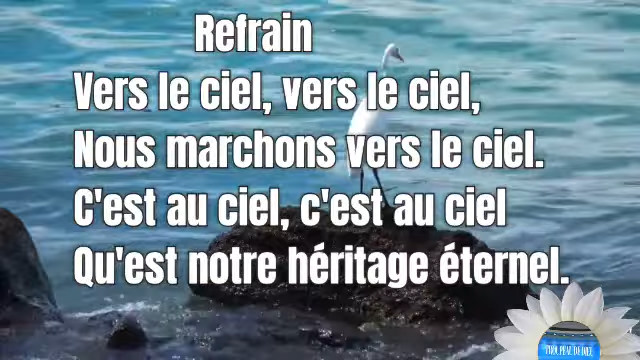 Refrain
Vers le ciel, vers le ciel,
Nous marchons vers le ciel.
C'est au ciel, c'est au ciel
Qu'est notre héritage éternel.